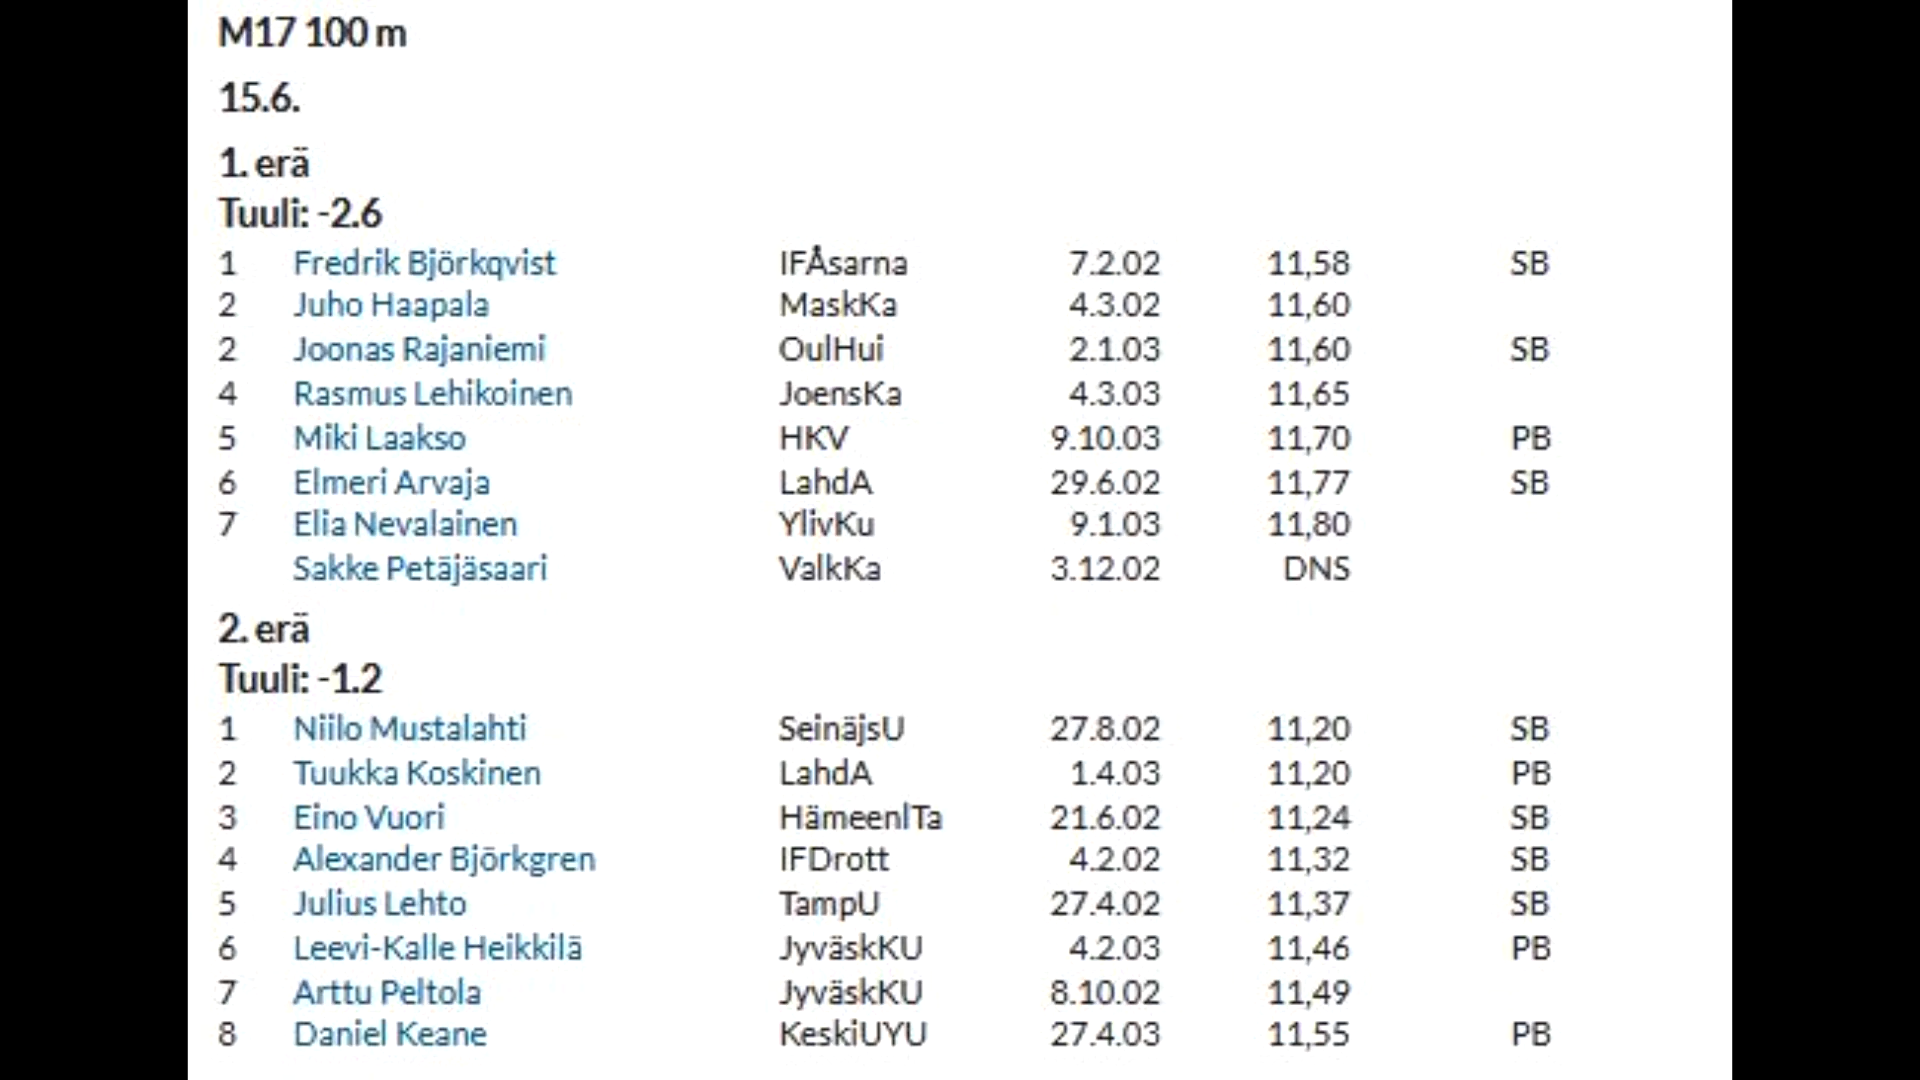 M17 100 m
15.6.
1. erä
Tuuli: -2.6
1 Fredrik Björkqvist IFÅsarna 7.2.02 11,58 SB
2 Juho Haapala MaskKa 4.3.02 11,60
2 Joonas Rajaniemi OulHui 2.1.03 11,60 SB
4 Rasmus Lehikoinen JoensKa 4.3.03 11,65
5 Miki Laakso HKV 9.10.03 11,70 PB
6 Elmeri Arvaja LahdA 29.6.02 11,77 SB
7 Elia Nevalainen YlivKu 9.1.03 11,80
Sakke Petäjäsaari ValkKa 3.12.02 DNS
2. erä
Tuuli: -1.2
1 Niilo Mustalahti SeinäjsU 27.8.02 11,20 SB
2 Tuukka Koskinen LahdA 1.4.03 11,20 PB
3 Eino Vuori HämeenlTa 21.6.02 11,24 SB
4 Alexander Björkgren IFDrott 4.2.02 11,32 SB
5 Julius Lehto TampU 27.4.02 11,37 SB
6 Leevi-Kalle Heikkilä JyväskKU 4.2.03 11,46 PB
7 Arttu Peltola JyväskKU 8.10.02 11,49
8 Daniel Keane KeskiUYU 27.4.03 11,55 PB